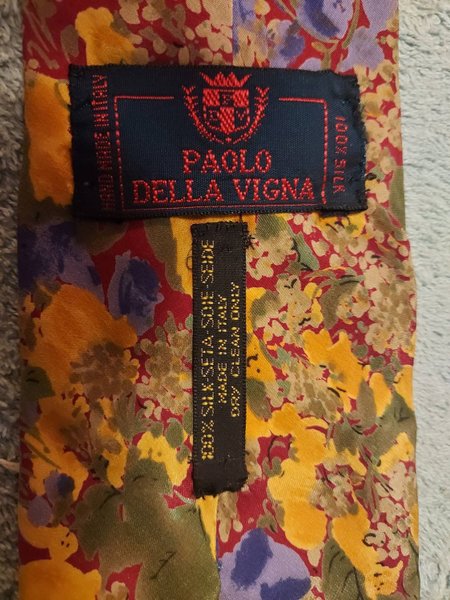 HAND MADE IN ITALY
PAOLO
DELLA VIGNA
100% SILK
100% SILK-SETA-SOIE-SEIDE
MADE IN ITALY
DRY CLEAN ONLY